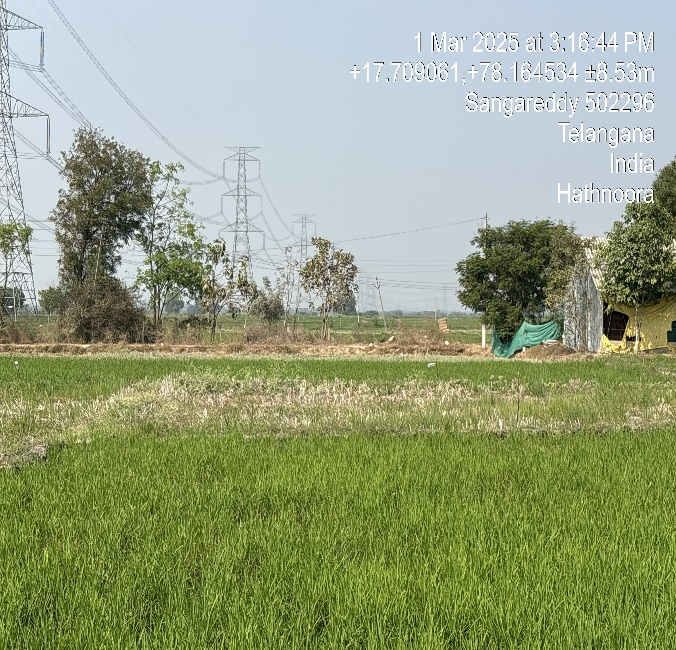 1 Mar 2025 at 3:16:44 PM
+17.709061,+78.164534 ±8.53m
Sangareddy 502296
Telangana
India
Hathnoora